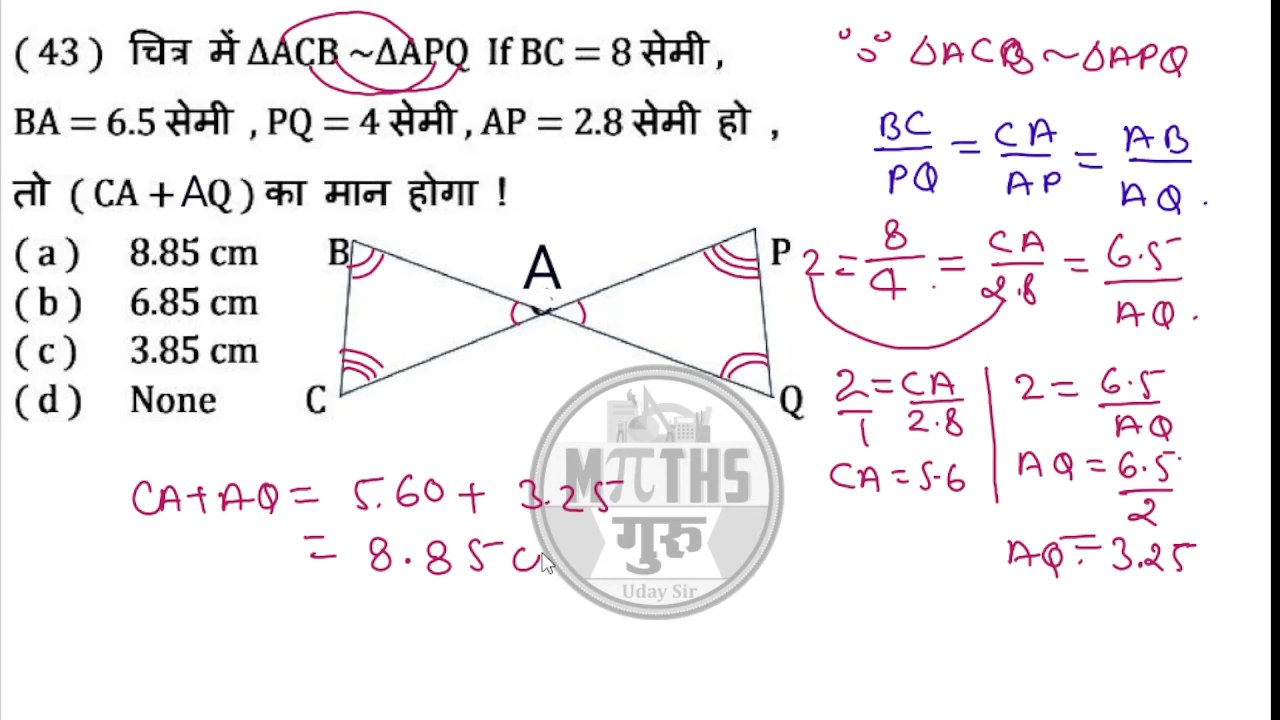 (43) चित्र में ΔACB ~ ΔAPQ If BC = 8 सेमी ,
BA = 6.5 सेमी , PQ = 4 सेमी , AP = 2.8 सेमी हो ,
तो ( CA + AQ ) का मान होगा !
(a) 8.85 cm
(b) 6.85 cm
(c) 3.85 cm
(d) None
B
A
P
C
Q
∵ ΔACB ~ ΔAPQ
BC/PQ = CA/AP = AB/AQ .
2 = 8/4 = CA/2.8 = 6.5/AQ .
2/1 = CA/2.8
CA = 5.6
2 = 6.5/AQ
AQ = 6.5/2
AQ = 3.25
CA + AQ = 5.60 + 3.25
= 8.85 c
MπTHS
गुरू
Uday Sir